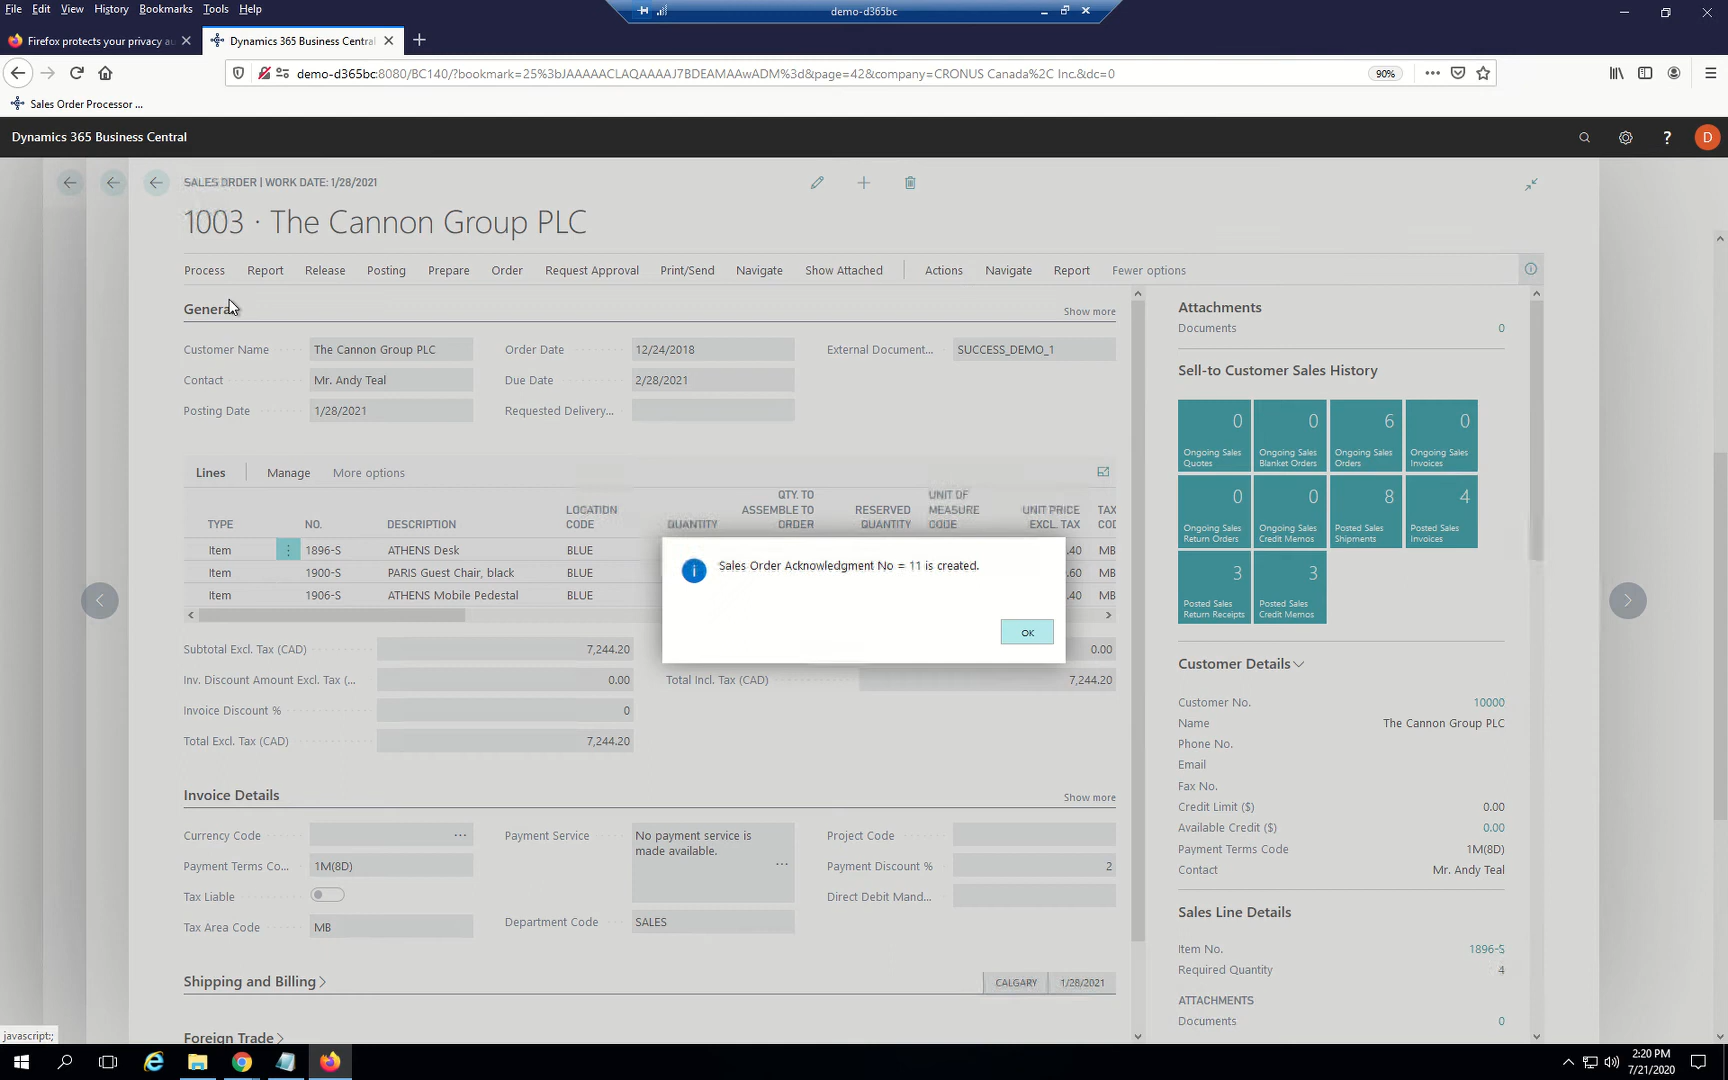 File Edit View History Bookmarks Tools Help
demo-d365bc
Firefox protects your privacy au
Dynamics 365 Business Central
demo-d365bc:8080/BC140/?bookmark=25%3bJAAAAACLAQAAAAJ7BDEAMAAwADM%3d&page=42&company=CRONUS Canada%2C Inc.&dc=0
90%
Sales Order Processor ...
Dynamics 365 Business Central
D
SALES ORDER | WORK DATE: 1/28/2021
1003 · The Cannon Group PLC
Process Report Release Posting Prepare Order Request Approval Print/Send Navigate Show Attached Actions Navigate Report Fewer options
General
Show more
Customer Name The Cannon Group PLC
Contact Mr. Andy Teal
Posting Date 1/28/2021
Order Date 12/24/2018
Due Date 2/28/2021
Requested Delivery...
External Document... SUCCESS_DEMO_1
Lines Manage More options
TYPE NO. DESCRIPTION LOCATION CODE QUANTITY QTY. TO ASSEMBLE TO ORDER RESERVED QUANTITY UNIT OF MEASURE CODE UNIT PRICE EXCL. TAX TAX COD
Item 1896-S ATHENS Desk BLUE .40 MB
Item 1900-S PARIS Guest Chair, black BLUE .60 MB
Item 1906-S ATHENS Mobile Pedestal BLUE .40 MB
Sales Order Acknowledgment No = 11 is created.
OK
Subtotal Excl. Tax (CAD) 7,244.20
0.00
Inv. Discount Amount Excl. Tax (... 0.00
Total Incl. Tax (CAD) 7,244.20
Invoice Discount % 0
Total Excl. Tax (CAD) 7,244.20
Invoice Details
Show more
Currency Code
Payment Terms Co... 1M(8D)
Tax Liable
Tax Area Code MB
Payment Service No payment service is made available.
Department Code SALES
Project Code
Payment Discount % 2
Direct Debit Mand...
Shipping and Billing
CALGARY 1/28/2021
Foreign Trade
Attachments
Documents 0
Sell-to Customer Sales History
0 Ongoing Sales Quotes
0 Ongoing Sales Blanket Orders
6 Ongoing Sales Orders
0 Ongoing Sales Invoices
0 Ongoing Sales Return Orders
0 Ongoing Sales Credit Memos
8 Posted Sales Shipments
4 Posted Sales Invoices
3 Posted Sales Return Receipts
3 Posted Sales Credit Memos
Customer Details
Customer No. 10000
Name The Cannon Group PLC
Phone No.
Email
Fax No.
Credit Limit ($) 0.00
Available Credit ($) 0.00
Payment Terms Code 1M(8D)
Contact Mr. Andy Teal
Sales Line Details
Item No. 1896-S
Required Quantity 4
ATTACHMENTS
Documents 0
javascript:;
2:20 PM
7/21/2020